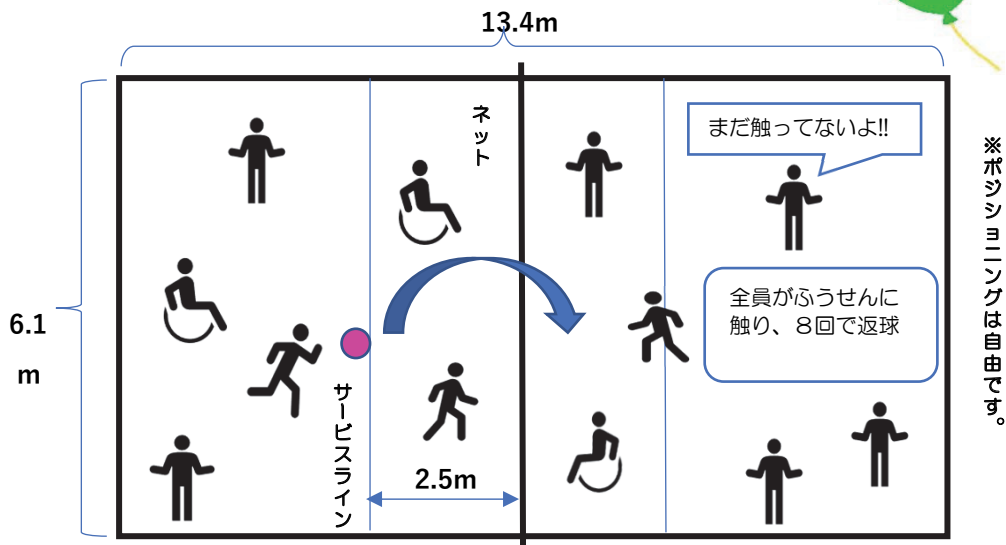 13.4m
ネット
まだ触ってないよ!!
※ポジショニングは自由です。
全員がふうせんに
触り、８回で返球
6.1
m
サービスライン
2.5m